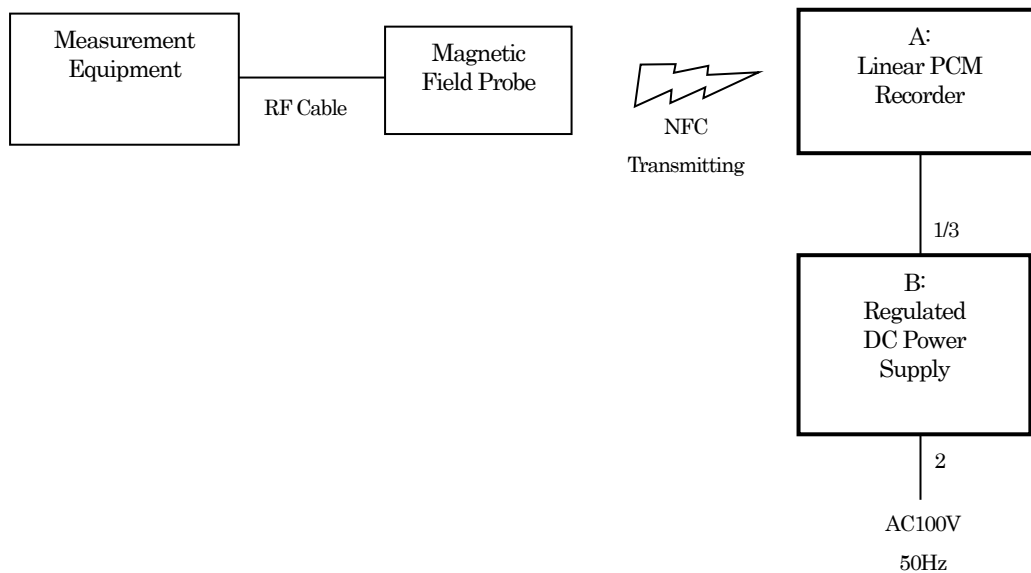 Measurement
Equipment
RF Cable
Magnetic
Field Probe
NFC
Transmitting
A:
Linear PCM
Recorder
1/3
B:
Regulated
DC Power
Supply
2
AC100V
50Hz